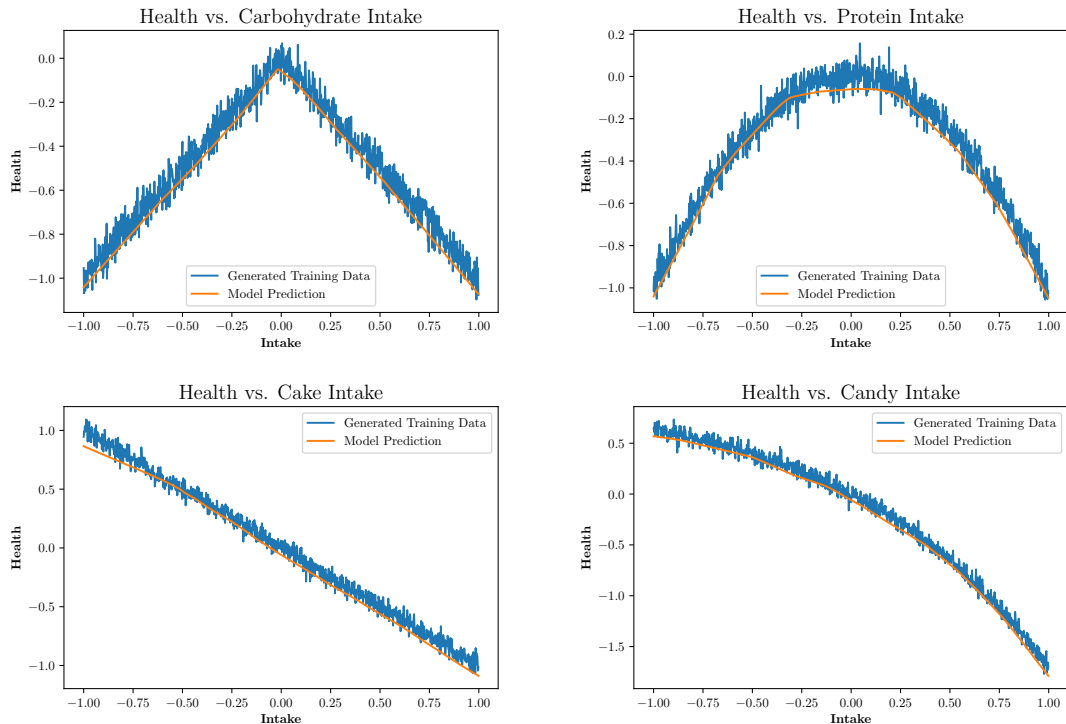 Health vs. Carbohydrate Intake
0.0
−0.2
−0.4
−0.6
−0.8
−1.0
Health
Generated Training Data
Model Prediction
−1.00 −0.75 −0.50 −0.25 0.00 0.25 0.50 0.75 1.00
Intake
Health vs. Protein Intake
0.2
0.0
−0.2
−0.4
−0.6
−0.8
−1.0
Health
Generated Training Data
Model Prediction
−1.00 −0.75 −0.50 −0.25 0.00 0.25 0.50 0.75 1.00
Intake
Health vs. Cake Intake
1.0
0.5
0.0
−0.5
−1.0
Health
Generated Training Data
Model Prediction
−1.00 −0.75 −0.50 −0.25 0.00 0.25 0.50 0.75 1.00
Intake
Health vs. Candy Intake
0.5
0.0
−0.5
−1.0
−1.5
Health
Generated Training Data
Model Prediction
−1.00 −0.75 −0.50 −0.25 0.00 0.25 0.50 0.75 1.00
Intake